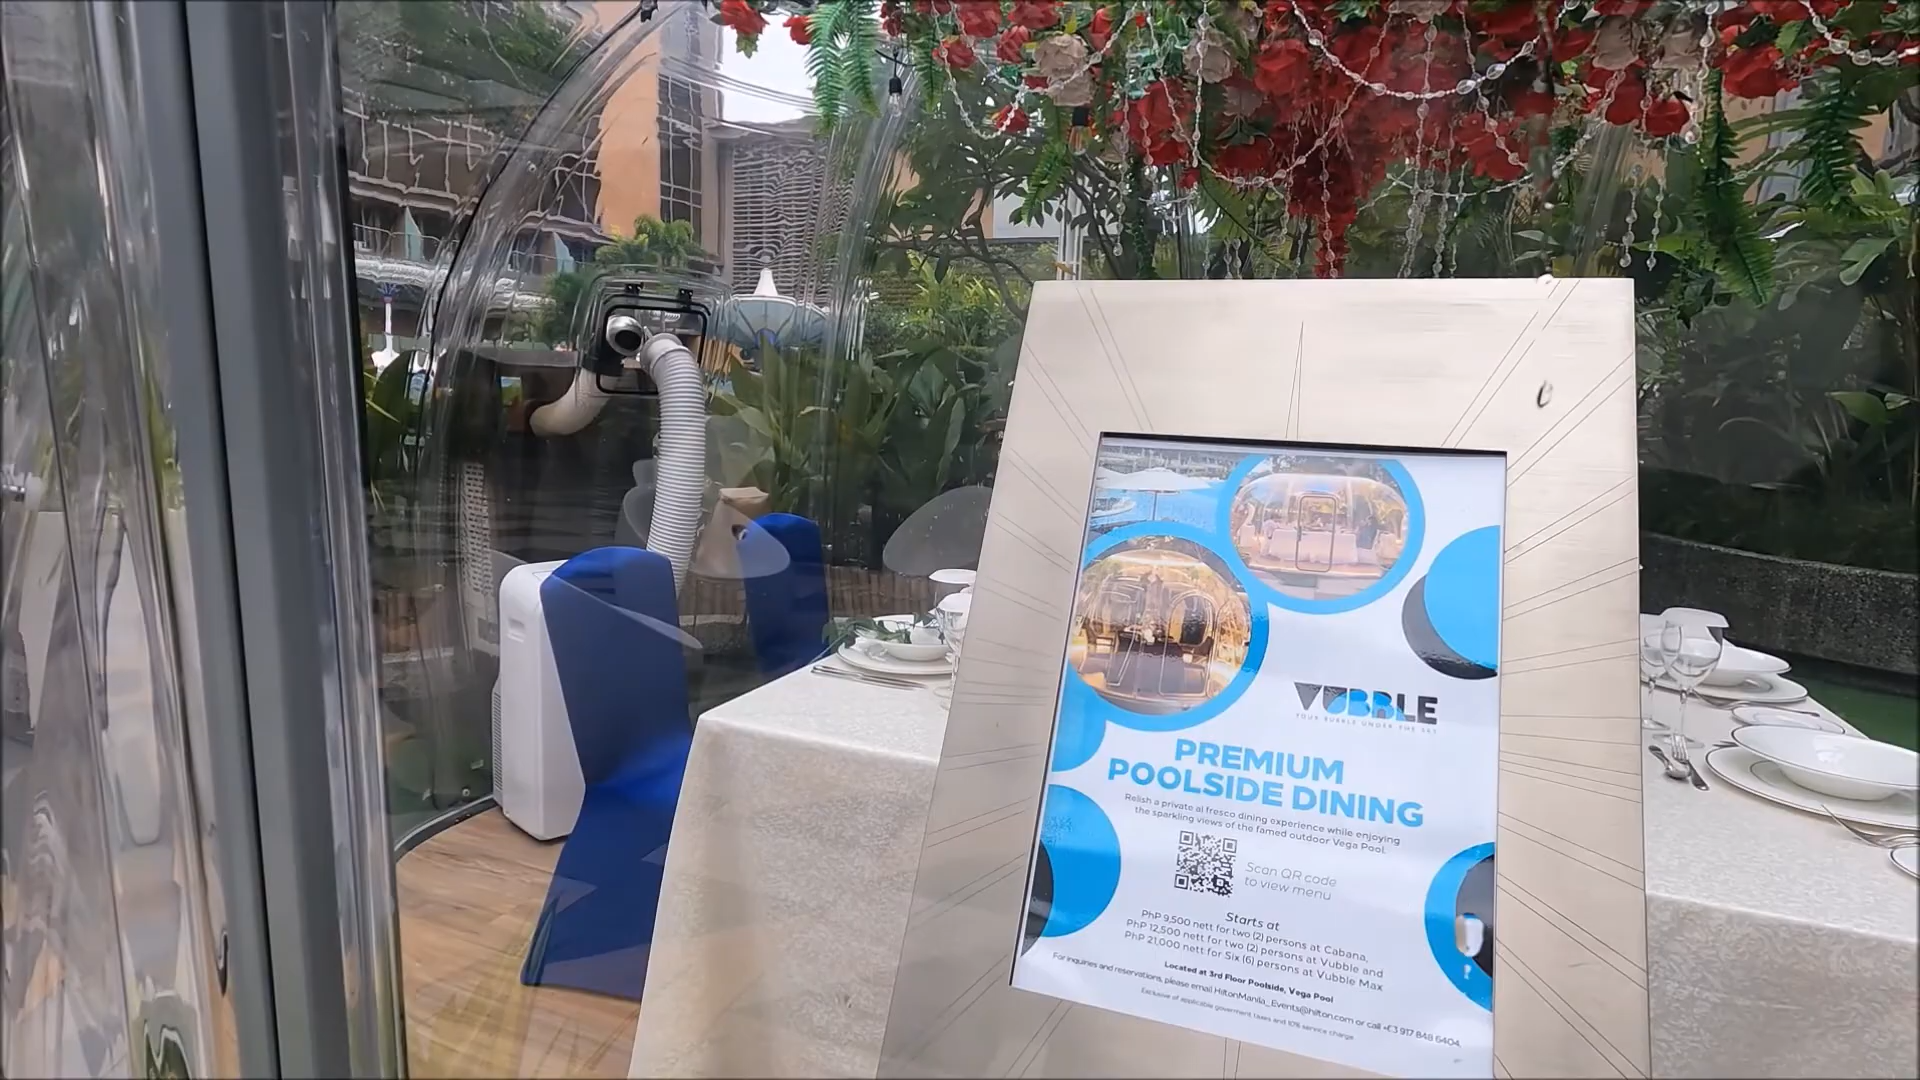 VUBBLE
YOUR BUBBLE UNDER THE SKY
PREMIUM
POOLSIDE DINING
Relish a private al fresco dining experience while enjoying
the sparkling views of the famed outdoor Vega Pool.
Scan QR code
to view menu
Starts at
PhP 9,500 nett for two (2) persons at Cabana,
PhP 12,500 nett for two (2) persons at Vubble and
PhP 21,000 nett for Six (6) persons at Vubble Max
Located at 3rd Floor Poolside, Vega Pool
For inquiries and reservations, please email HiltonManila_Events@hilton.com or call +63 917 848 6404.
Exclusive of applicable government taxes and 10% service charge